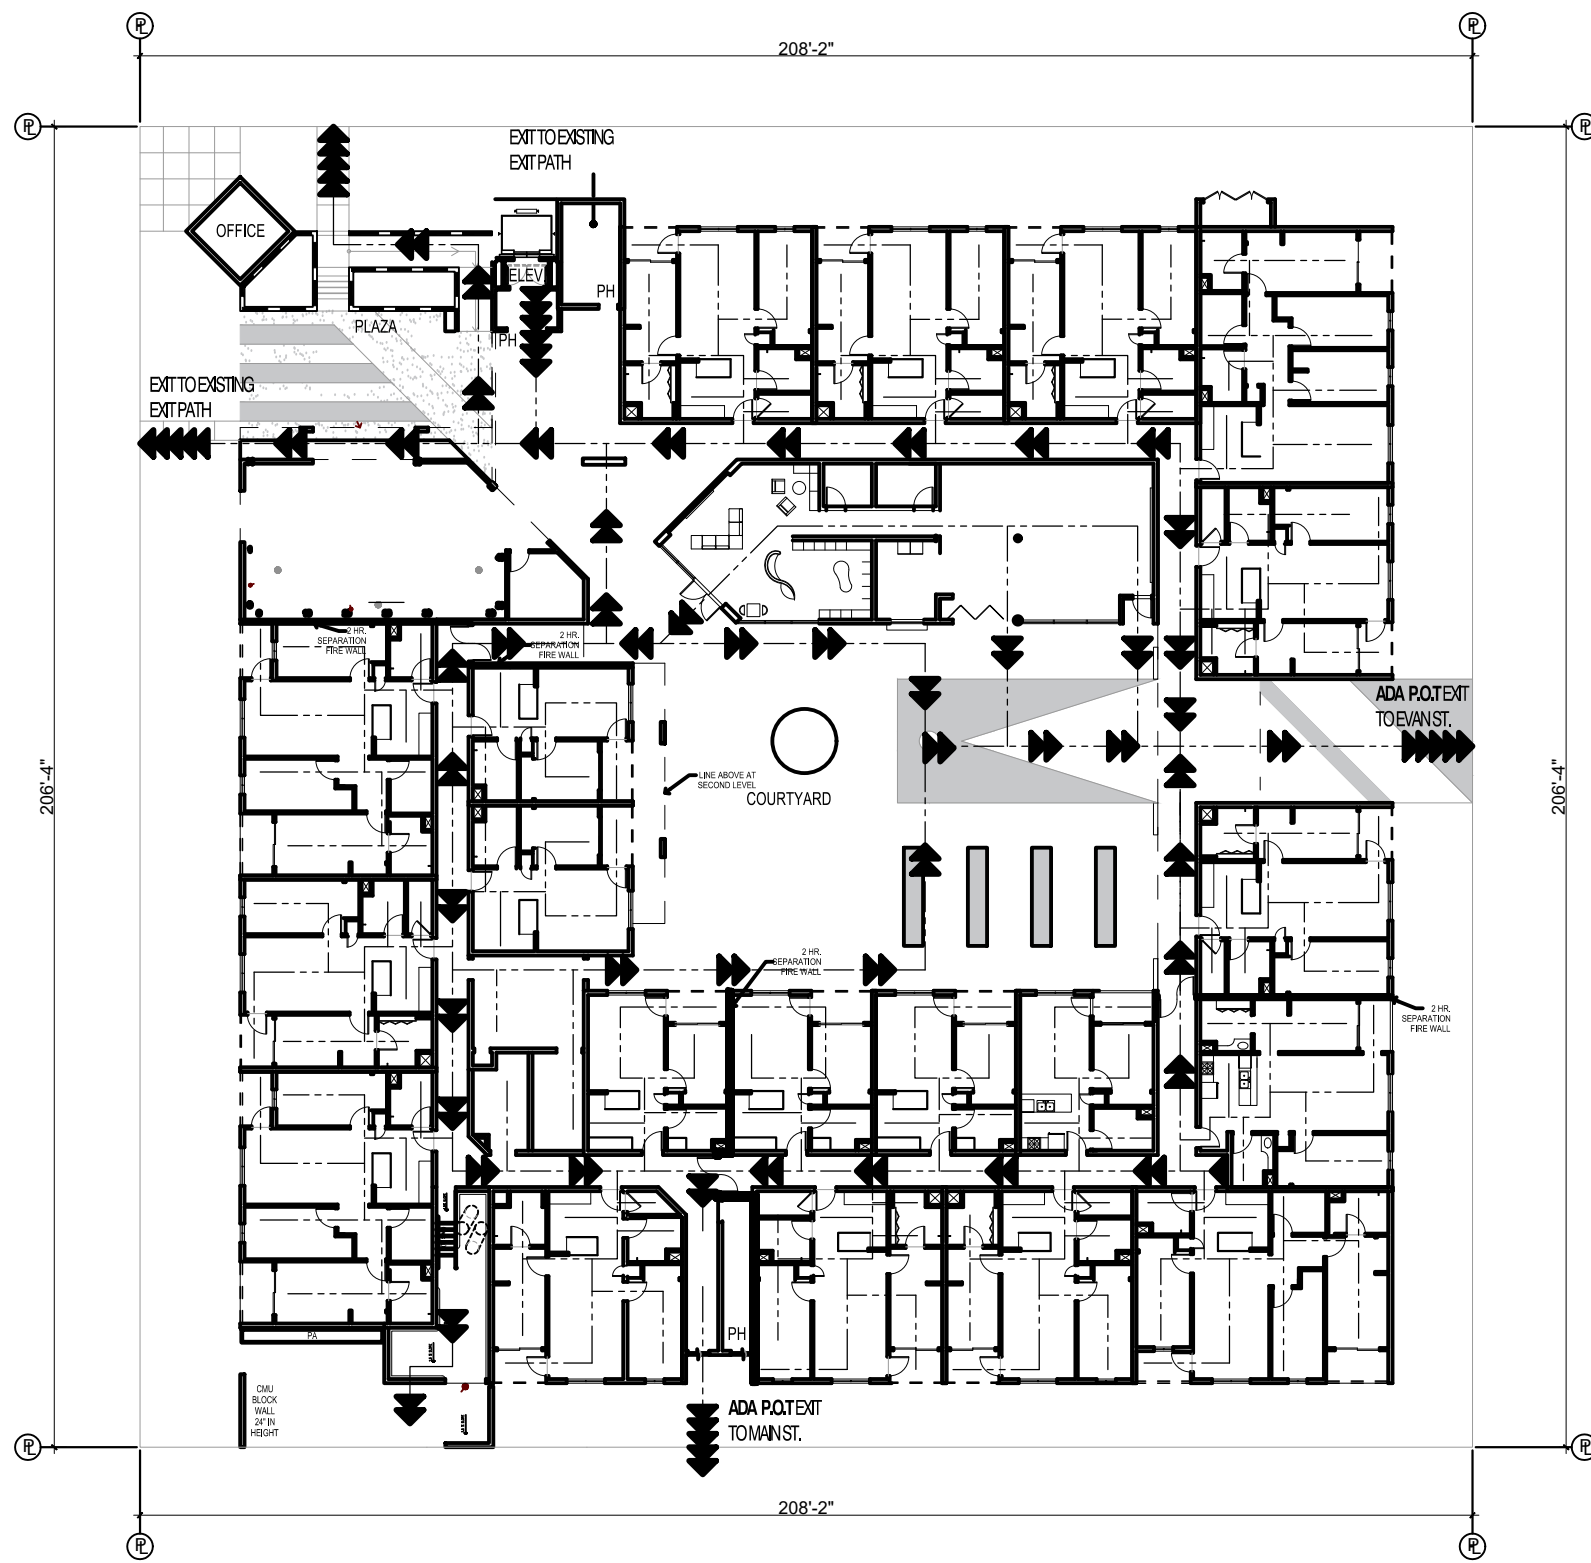 208'-2"
EXIT TO EXISTING
EXIT PATH
OFFICE
ELEV
PH
PLAZA
PH
EXIT TO EXISTING
EXIT PATH
2 HR.
SEPARATION
FIRE WALL
2 HR.
SEPARATION
FIRE WALL
ADA P.O.T EXIT
TO EVAN ST.
206'-4"
LINE ABOVE AT
SECOND LEVEL
COURTYARD
206'-4"
2 HR.
SEPARATION
FIRE WALL
2 HR.
SEPARATION
FIRE WALL
PA
PH
CMU
BLOCK
WALL
24" IN
HEIGHT
ADA P.O.T EXIT
TO MAIN ST.
208'-2"